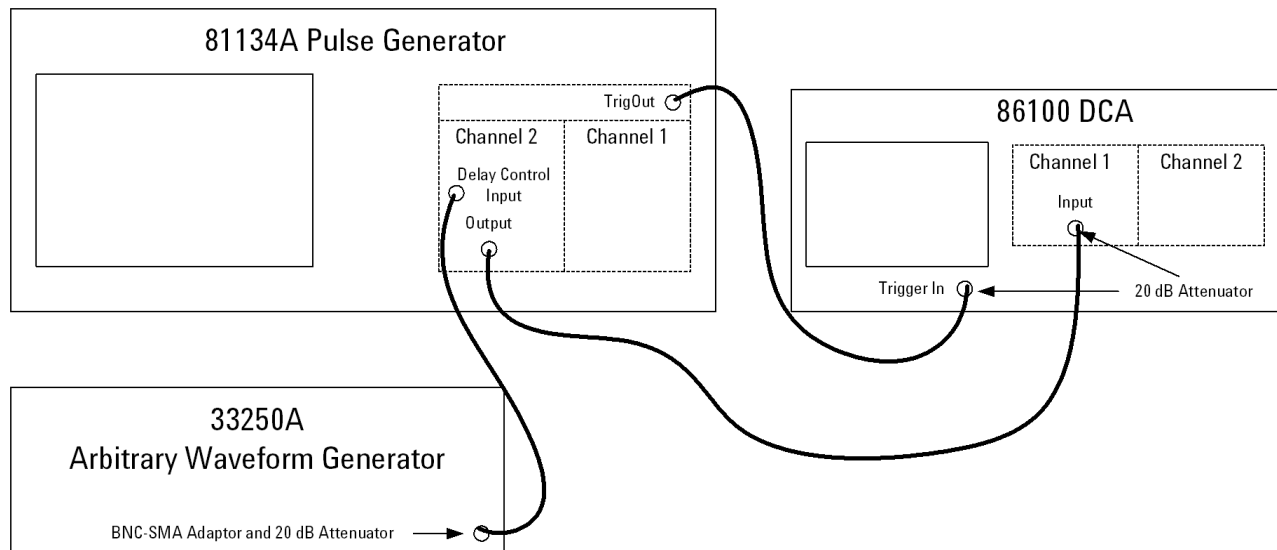 81134A Pulse Generator
TrigOut
Channel 2
Channel 1
Delay Control
Input
Output
86100 DCA
Channel 1
Channel 2
Input
Trigger In
20 dB Attenuator
33250A
Arbitrary Waveform Generator
BNC-SMA Adaptor and 20 dB Attenuator